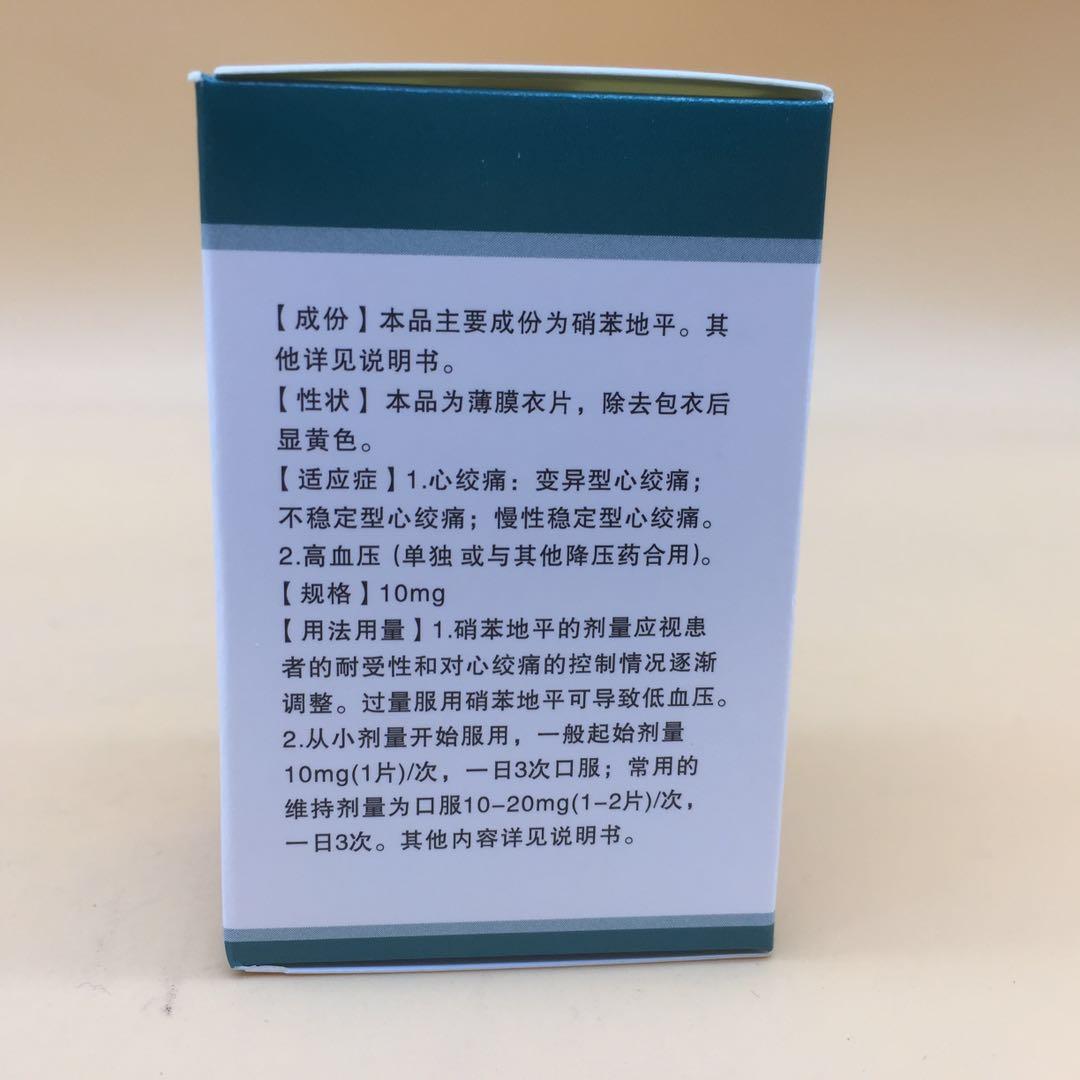 【成份】本品主要成份为硝苯地平。其
他详见说明书。
【性状】本品为薄膜衣片，除去包衣后
显黄色。
【适应症】1.心绞痛：变异型心绞痛；
不稳定型心绞痛；慢性稳定型心绞痛。
2.高血压 (单独 或与其他降压药合用)。
【规格】10mg
【用法用量】1.硝苯地平的剂量应视患
者的耐受性和对心绞痛的控制情况逐渐
调整。过量服用硝苯地平可导致低血压。
2.从小剂量开始服用，一般起始剂量
10mg(1片)/次，一日3次口服；常用的
维持剂量为口服10–20mg(1–2片)/次，
一日3次。其他内容详见说明书。